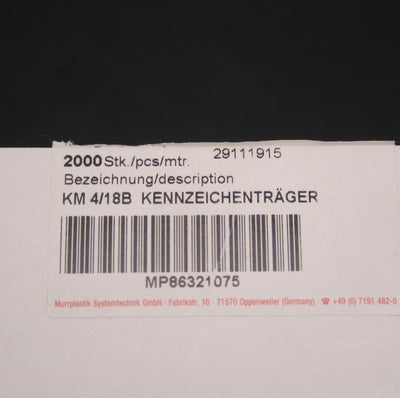 2000 Stk./pcs/mtr. 29111915
Bezeichnung/description
KM 4/18B KENNZEICHENTRÄGER
MP86321075
Murrplastik Systemtechnik GmbH · Fabrikstr. 10 · 71570 Oppenweiler (Germany) · ☎ +49 (0) 7191 482-0